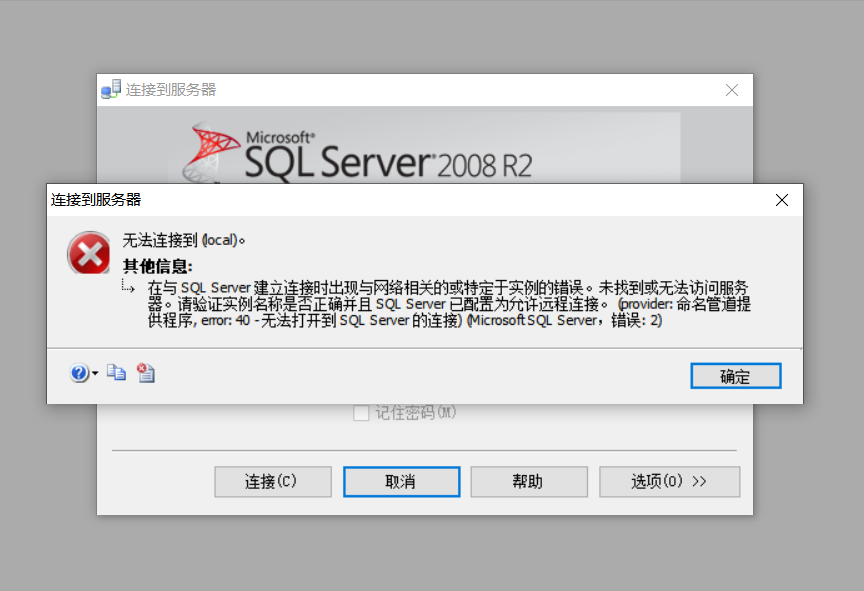 连接到服务器
Microsoft®
SQL Server®2008 R2
连接到服务器
无法连接到 (local)。
其他信息:
在与 SQL Server 建立连接时出现与网络相关的或特定于实例的错误。未找到或无法访问服务
器。请验证实例名称是否正确并且 SQL Server 已配置为允许远程连接。 (provider: 命名管道提
供程序, error: 40 - 无法打开到 SQL Server 的连接) (Microsoft SQL Server，错误: 2)
确定
记住密码(M)
连接(C)
取消
帮助
选项(O) >>